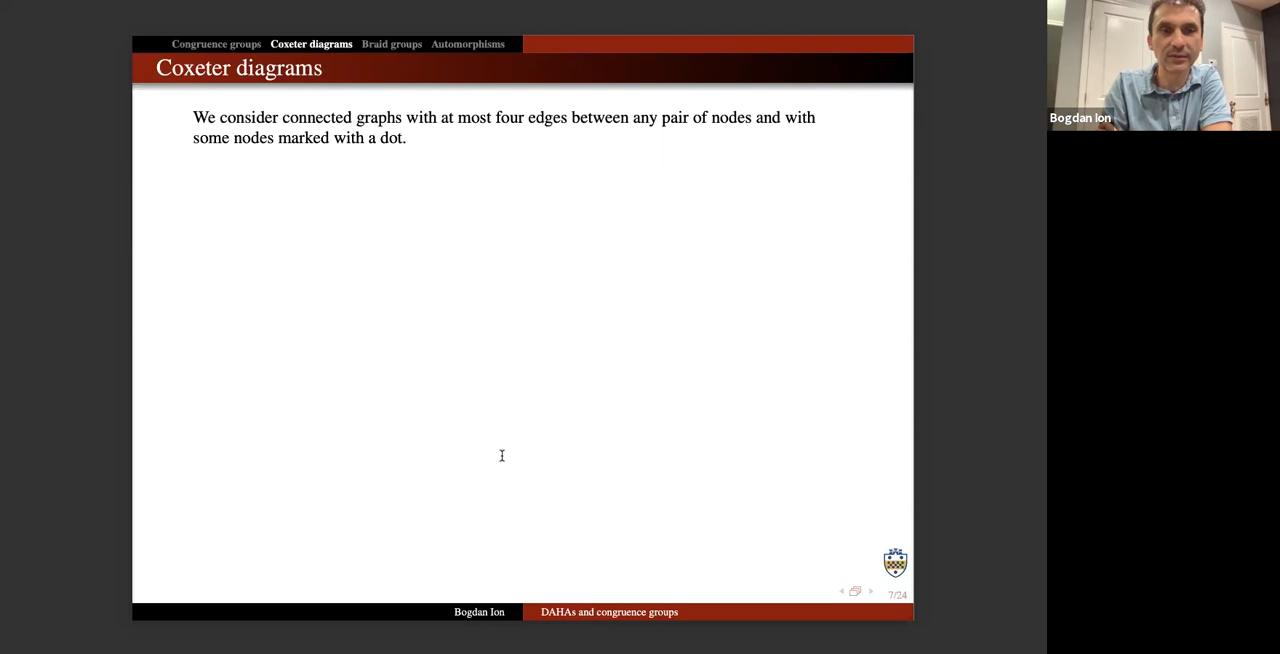 Congruence groups Coxeter diagrams Braid groups Automorphisms
Coxeter diagrams
We consider connected graphs with at most four edges between any pair of nodes and with
some nodes marked with a dot.
7/24
Bogdan Ion DAHAs and congruence groups
Bogdan Ion